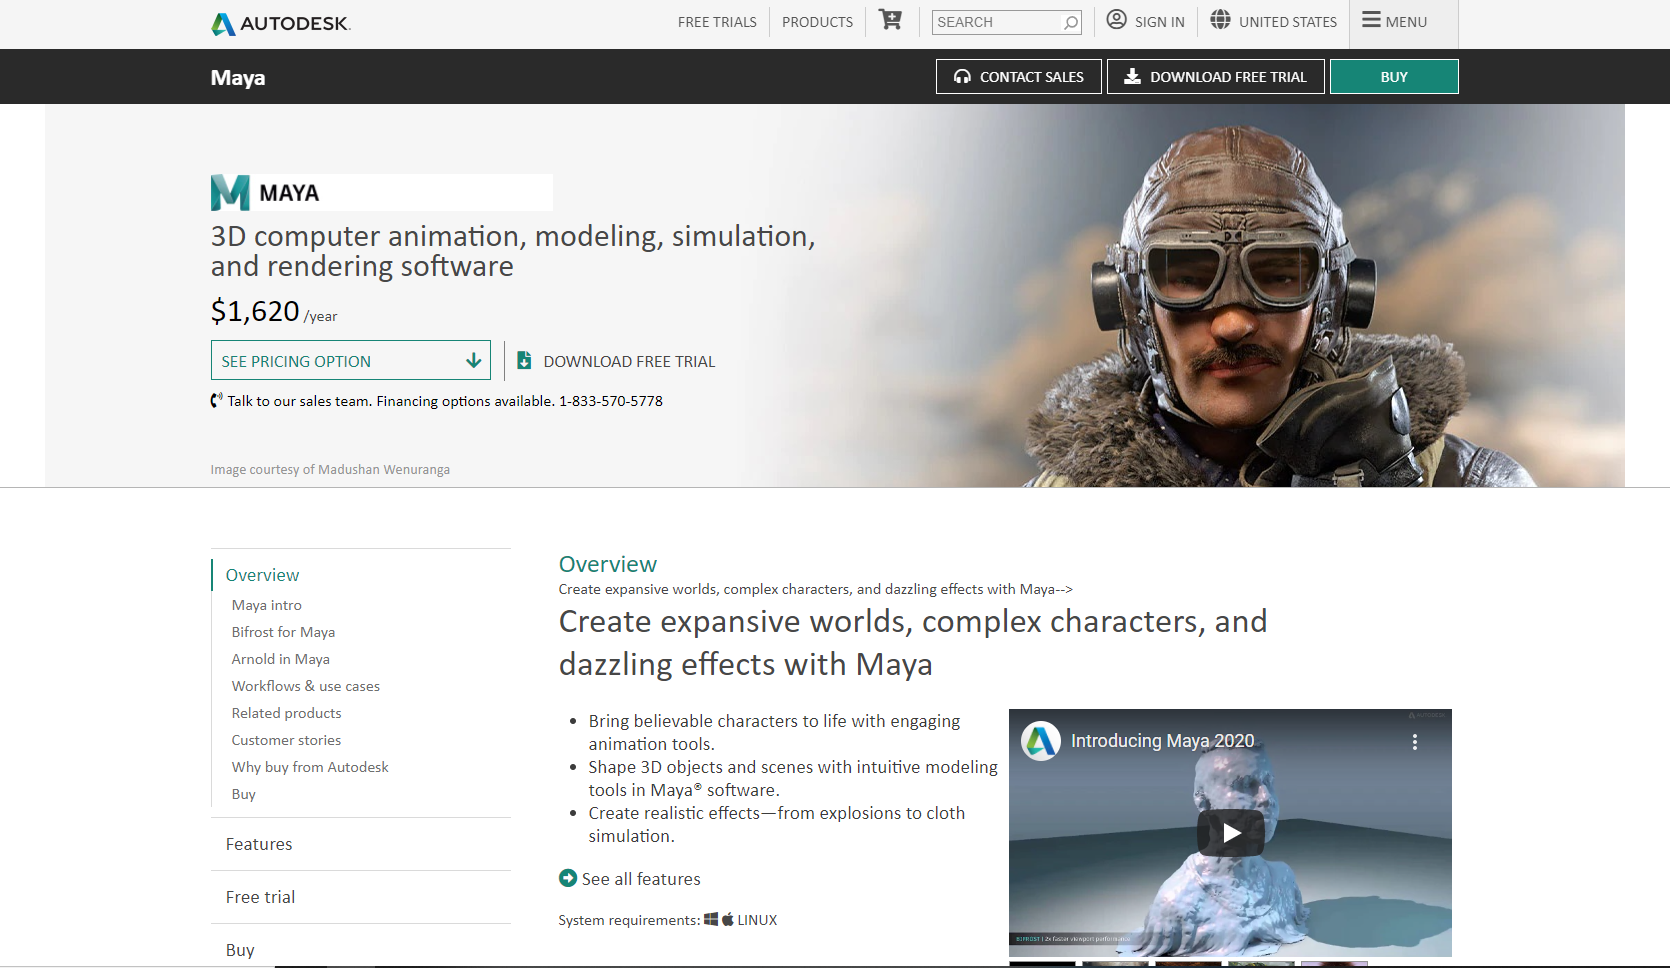 AUTODESK.
FREE TRIALS
PRODUCTS
SEARCH
SIGN IN
UNITED STATES
MENU
Maya
CONTACT SALES
DOWNLOAD FREE TRIAL
BUY
MAYA
3D computer animation, modeling, simulation,
and rendering software
$1,620 /year
SEE PRICING OPTION
DOWNLOAD FREE TRIAL
Talk to our sales team. Financing options available. 1-833-570-5778
Image courtesy of Madushan Wenuranga
Overview
Maya intro
Bifrost for Maya
Arnold in Maya
Workflows & use cases
Related products
Customer stories
Why buy from Autodesk
Buy
Features
Free trial
Buy
Overview
Create expansive worlds, complex characters, and dazzling effects with Maya-->
Create expansive worlds, complex characters, and
dazzling effects with Maya
• Bring believable characters to life with engaging
animation tools.
• Shape 3D objects and scenes with intuitive modeling
tools in Maya® software.
• Create realistic effects—from explosions to cloth
simulation.
See all features
System requirements: LINUX
AUTODESK
Introducing Maya 2020
BIFROST | 2x faster viewport performance